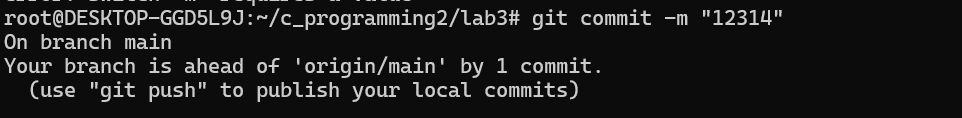 root@DESKTOP-GGD5L9J:~/c_programming2/lab3# git commit -m "12314"
On branch main
Your branch is ahead of 'origin/main' by 1 commit.
  (use "git push" to publish your local commits)